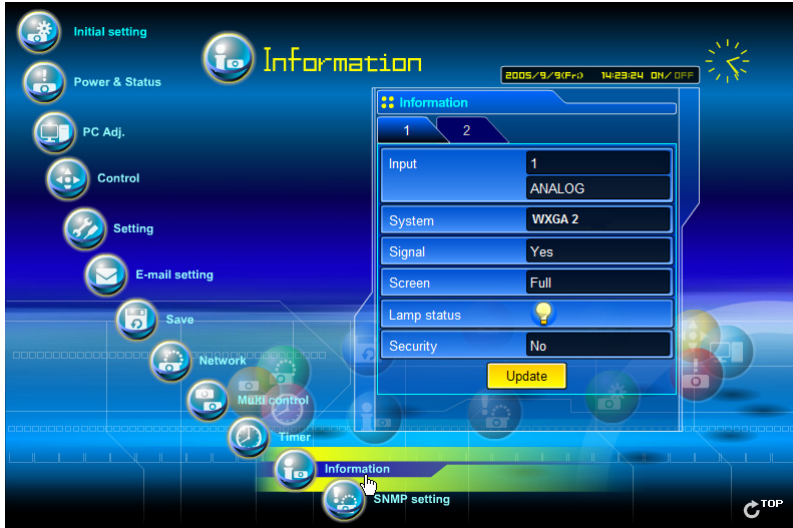 Initial setting
Power & Status
PC Adj.
Control
Setting
E-mail setting
Save
Network
Multi control
Timer
Information
SNMP setting
Information
2005/9/9(Fri) 14:23:24 ON/OFF
Information
1 2
Input 1
ANALOG
System WXGA 2
Signal Yes
Screen Full
Lamp status
Security No
Update
TOP